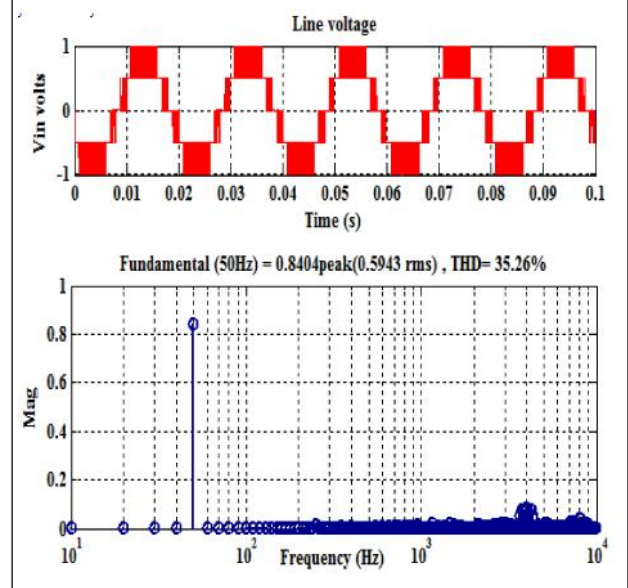 Line voltage
1
0
-1
Vin volts
0 0.01 0.02 0.03 0.04 0.05 0.06 0.07 0.08 0.09 0.1
Time (s)
Fundamental (50Hz) = 0.8404peak(0.5943 rms) , THD= 35.26%
1
0.8
0.6
0.4
0.2
0
Mag
10^1 10^2 10^3 10^4
Frequency (Hz)